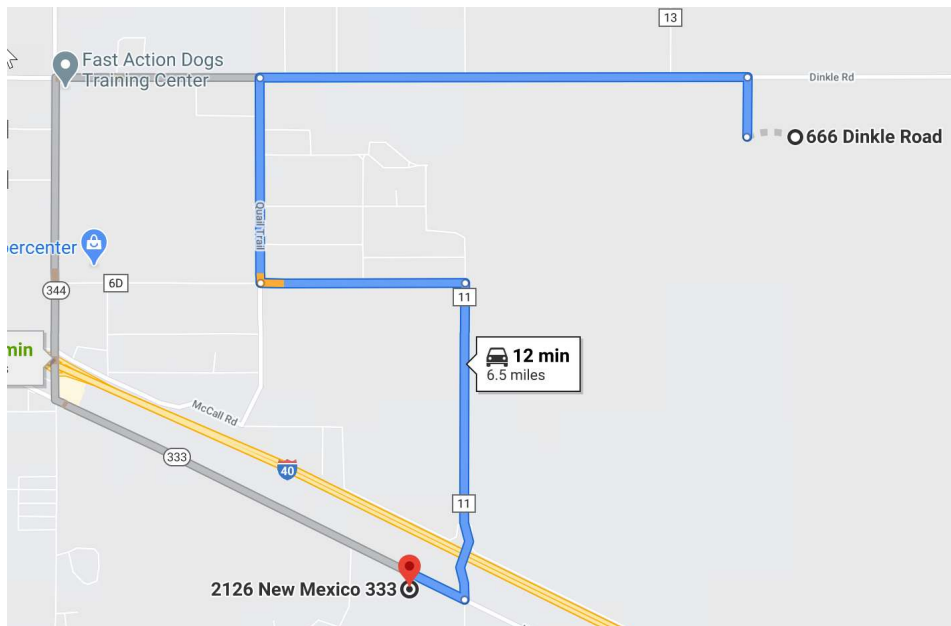 13
Fast Action Dogs
Training Center
Dinkle Rd
666 Dinkle Road
Quail Trail
percenter
6D
344
11
min
12 min
6.5 miles
McCall Rd
333
40
11
2126 New Mexico 333